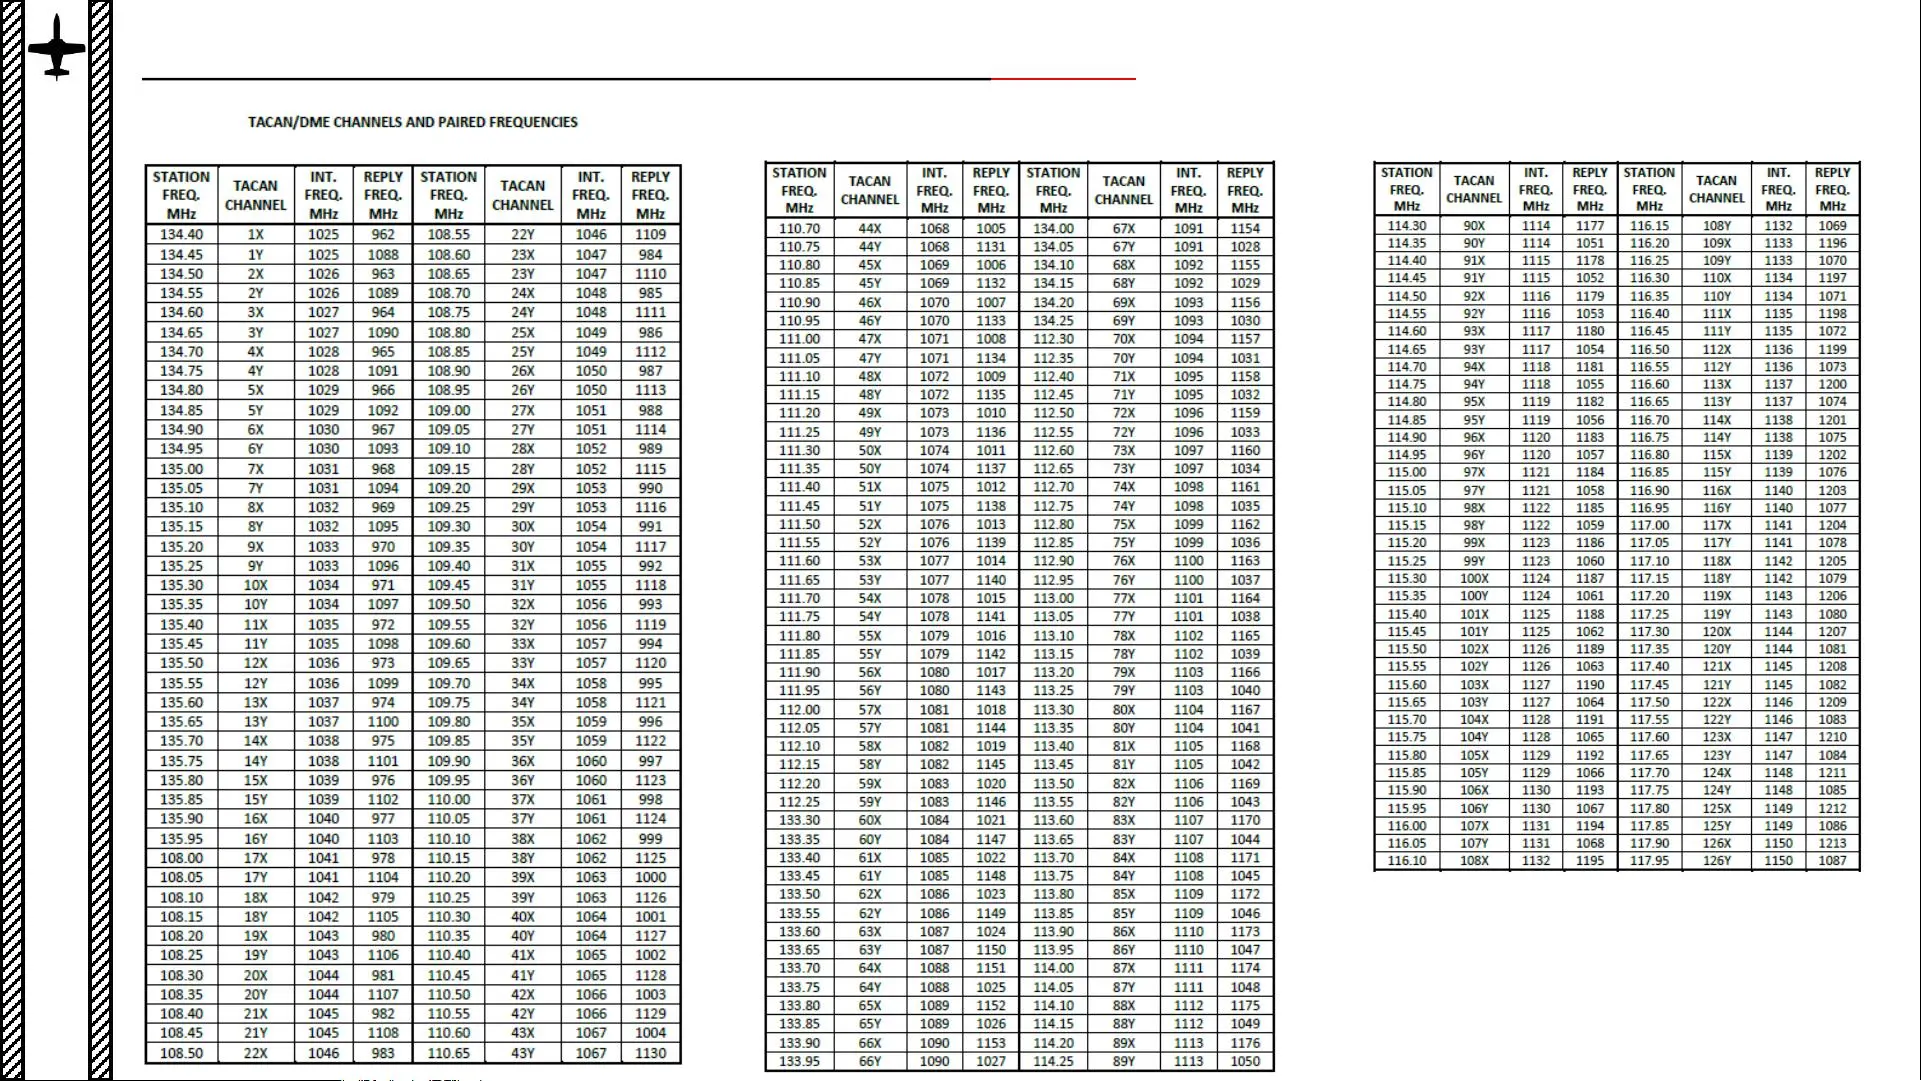 TACAN/DME CHANNELS AND PAIRED FREQUENCIES
STATION FREQ. MHz TACAN CHANNEL INT. FREQ. MHz REPLY FREQ. MHz STATION FREQ. MHz TACAN CHANNEL INT. FREQ. MHz REPLY FREQ. MHz
134.40 1X 1025 962 108.55 22Y 1046 1109
134.45 1Y 1025 1088 108.60 23X 1047 984
134.50 2X 1026 963 108.65 23Y 1047 1110
134.55 2Y 1026 1089 108.70 24X 1048 985
134.60 3X 1027 964 108.75 24Y 1048 1111
134.65 3Y 1027 1090 108.80 25X 1049 986
134.70 4X 1028 965 108.85 25Y 1049 1112
134.75 4Y 1028 1091 108.90 26X 1050 987
134.80 5X 1029 966 108.95 26Y 1050 1113
134.85 5Y 1029 1092 109.00 27X 1051 988
134.90 6X 1030 967 109.05 27Y 1051 1114
134.95 6Y 1030 1093 109.10 28X 1052 989
135.00 7X 1031 968 109.15 28Y 1052 1115
135.05 7Y 1031 1094 109.20 29X 1053 990
135.10 8X 1032 969 109.25 29Y 1053 1116
135.15 8Y 1032 1095 109.30 30X 1054 991
135.20 9X 1033 970 109.35 30Y 1054 1117
135.25 9Y 1033 1096 109.40 31X 1055 992
135.30 10X 1034 971 109.45 31Y 1055 1118
135.35 10Y 1034 1097 109.50 32X 1056 993
135.40 11X 1035 972 109.55 32Y 1056 1119
135.45 11Y 1035 1098 109.60 33X 1057 994
135.50 12X 1036 973 109.65 33Y 1057 1120
135.55 12Y 1036 1099 109.70 34X 1058 995
135.60 13X 1037 974 109.75 34Y 1058 1121
135.65 13Y 1037 1100 109.80 35X 1059 996
135.70 14X 1038 975 109.85 35Y 1059 1122
135.75 14Y 1038 1101 109.90 36X 1060 997
135.80 15X 1039 976 109.95 36Y 1060 1123
135.85 15Y 1039 1102 110.00 37X 1061 998
135.90 16X 1040 977 110.05 37Y 1061 1124
135.95 16Y 1040 1103 110.10 38X 1062 999
108.00 17X 1041 978 110.15 38Y 1062 1125
108.05 17Y 1041 1104 110.20 39X 1063 1000
108.10 18X 1042 979 110.25 39Y 1063 1126
108.15 18Y 1042 1105 110.30 40X 1064 1001
108.20 19X 1043 980 110.35 40Y 1064 1127
108.25 19Y 1043 1106 110.40 41X 1065 1002
108.30 20X 1044 981 110.45 41Y 1065 1128
108.35 20Y 1044 1107 110.50 42X 1066 1003
108.40 21X 1045 982 110.55 42Y 1066 1129
108.45 21Y 1045 1108 110.60 43X 1067 1004
108.50 22X 1046 983 110.65 43Y 1067 1130
STATION FREQ. MHz TACAN CHANNEL INT. FREQ. MHz REPLY FREQ. MHz STATION FREQ. MHz TACAN CHANNEL INT. FREQ. MHz REPLY FREQ. MHz
110.70 44X 1068 1005 134.00 67X 1091 1154
110.75 44Y 1068 1131 134.05 67Y 1091 1028
110.80 45X 1069 1006 134.10 68X 1092 1155
110.85 45Y 1069 1132 134.15 68Y 1092 1029
110.90 46X 1070 1007 134.20 69X 1093 1156
110.95 46Y 1070 1133 134.25 69Y 1093 1030
111.00 47X 1071 1008 112.30 70X 1094 1157
111.05 47Y 1071 1134 112.35 70Y 1094 1031
111.10 48X 1072 1009 112.40 71X 1095 1158
111.15 48Y 1072 1135 112.45 71Y 1095 1032
111.20 49X 1073 1010 112.50 72X 1096 1159
111.25 49Y 1073 1136 112.55 72Y 1096 1033
111.30 50X 1074 1011 112.60 73X 1097 1160
111.35 50Y 1074 1137 112.65 73Y 1097 1034
111.40 51X 1075 1012 112.70 74X 1098 1161
111.45 51Y 1075 1138 112.75 74Y 1098 1035
111.50 52X 1076 1013 112.80 75X 1099 1162
111.55 52Y 1076 1139 112.85 75Y 1099 1036
111.60 53X 1077 1014 112.90 76X 1100 1163
111.65 53Y 1077 1140 112.95 76Y 1100 1037
111.70 54X 1078 1015 113.00 77X 1101 1164
111.75 54Y 1078 1141 113.05 77Y 1101 1038
111.80 55X 1079 1016 113.10 78X 1102 1165
111.85 55Y 1079 1142 113.15 78Y 1102 1039
111.90 56X 1080 1017 113.20 79X 1103 1166
111.95 56Y 1080 1143 113.25 79Y 1103 1040
112.00 57X 1081 1018 113.30 80X 1104 1167
112.05 57Y 1081 1144 113.35 80Y 1104 1041
112.10 58X 1082 1019 113.40 81X 1105 1168
112.15 58Y 1082 1145 113.45 81Y 1105 1042
112.20 59X 1083 1020 113.50 82X 1106 1169
112.25 59Y 1083 1146 113.55 82Y 1106 1043
133.30 60X 1084 1021 113.60 83X 1107 1170
133.35 60Y 1084 1147 113.65 83Y 1107 1044
133.40 61X 1085 1022 113.70 84X 1108 1171
133.45 61Y 1085 1148 113.75 84Y 1108 1045
133.50 62X 1086 1023 113.80 85X 1109 1172
133.55 62Y 1086 1149 113.85 85Y 1109 1046
133.60 63X 1087 1024 113.90 86X 1110 1173
133.65 63Y 1087 1150 113.95 86Y 1110 1047
133.70 64X 1088 1151 114.00 87X 1111 1174
133.75 64Y 1088 1025 114.05 87Y 1111 1048
133.80 65X 1089 1152 114.10 88X 1112 1175
133.85 65Y 1089 1026 114.15 88Y 1112 1049
133.90 66X 1090 1153 114.20 89X 1113 1176
133.95 66Y 1090 1027 114.25 89Y 1113 1050
STATION FREQ. MHz TACAN CHANNEL INT. FREQ. MHz REPLY FREQ. MHz STATION FREQ. MHz TACAN CHANNEL INT. FREQ. MHz REPLY FREQ. MHz
114.30 90X 1114 1177 116.15 108Y 1132 1069
114.35 90Y 1114 1051 116.20 109X 1133 1196
114.40 91X 1115 1178 116.25 109Y 1133 1070
114.45 91Y 1115 1052 116.30 110X 1134 1197
114.50 92X 1116 1179 116.35 110Y 1134 1071
114.55 92Y 1116 1053 116.40 111X 1135 1198
114.60 93X 1117 1180 116.45 111Y 1135 1072
114.65 93Y 1117 1054 116.50 112X 1136 1199
114.70 94X 1118 1181 116.55 112Y 1136 1073
114.75 94Y 1118 1055 116.60 113X 1137 1200
114.80 95X 1119 1182 116.65 113Y 1137 1074
114.85 95Y 1119 1056 116.70 114X 1138 1201
114.90 96X 1120 1183 116.75 114Y 1138 1075
114.95 96Y 1120 1057 116.80 115X 1139 1202
115.00 97X 1121 1184 116.85 115Y 1139 1076
115.05 97Y 1121 1058 116.90 116X 1140 1203
115.10 98X 1122 1185 116.95 116Y 1140 1077
115.15 98Y 1122 1059 117.00 117X 1141 1204
115.20 99X 1123 1186 117.05 117Y 1141 1078
115.25 99Y 1123 1060 117.10 118X 1142 1205
115.30 100X 1124 1187 117.15 118Y 1142 1079
115.35 100Y 1124 1061 117.20 119X 1143 1206
115.40 101X 1125 1188 117.25 119Y 1143 1080
115.45 101Y 1125 1062 117.30 120X 1144 1207
115.50 102X 1126 1189 117.35 120Y 1144 1081
115.55 102Y 1126 1063 117.40 121X 1145 1208
115.60 103X 1127 1190 117.45 121Y 1145 1082
115.65 103Y 1127 1064 117.50 122X 1146 1209
115.70 104X 1128 1191 117.55 122Y 1146 1083
115.75 104Y 1128 1065 117.60 123X 1147 1210
115.80 105X 1129 1192 117.65 123Y 1147 1084
115.85 105Y 1129 1066 117.70 124X 1148 1211
115.90 106X 1130 1193 117.75 124Y 1148 1085
115.95 106Y 1130 1067 117.80 125X 1149 1212
116.00 107X 1131 1194 117.85 125Y 1149 1086
116.05 107Y 1131 1068 117.90 126X 1150 1213
116.10 108X 1132 1195 117.95 126Y 1150 1087